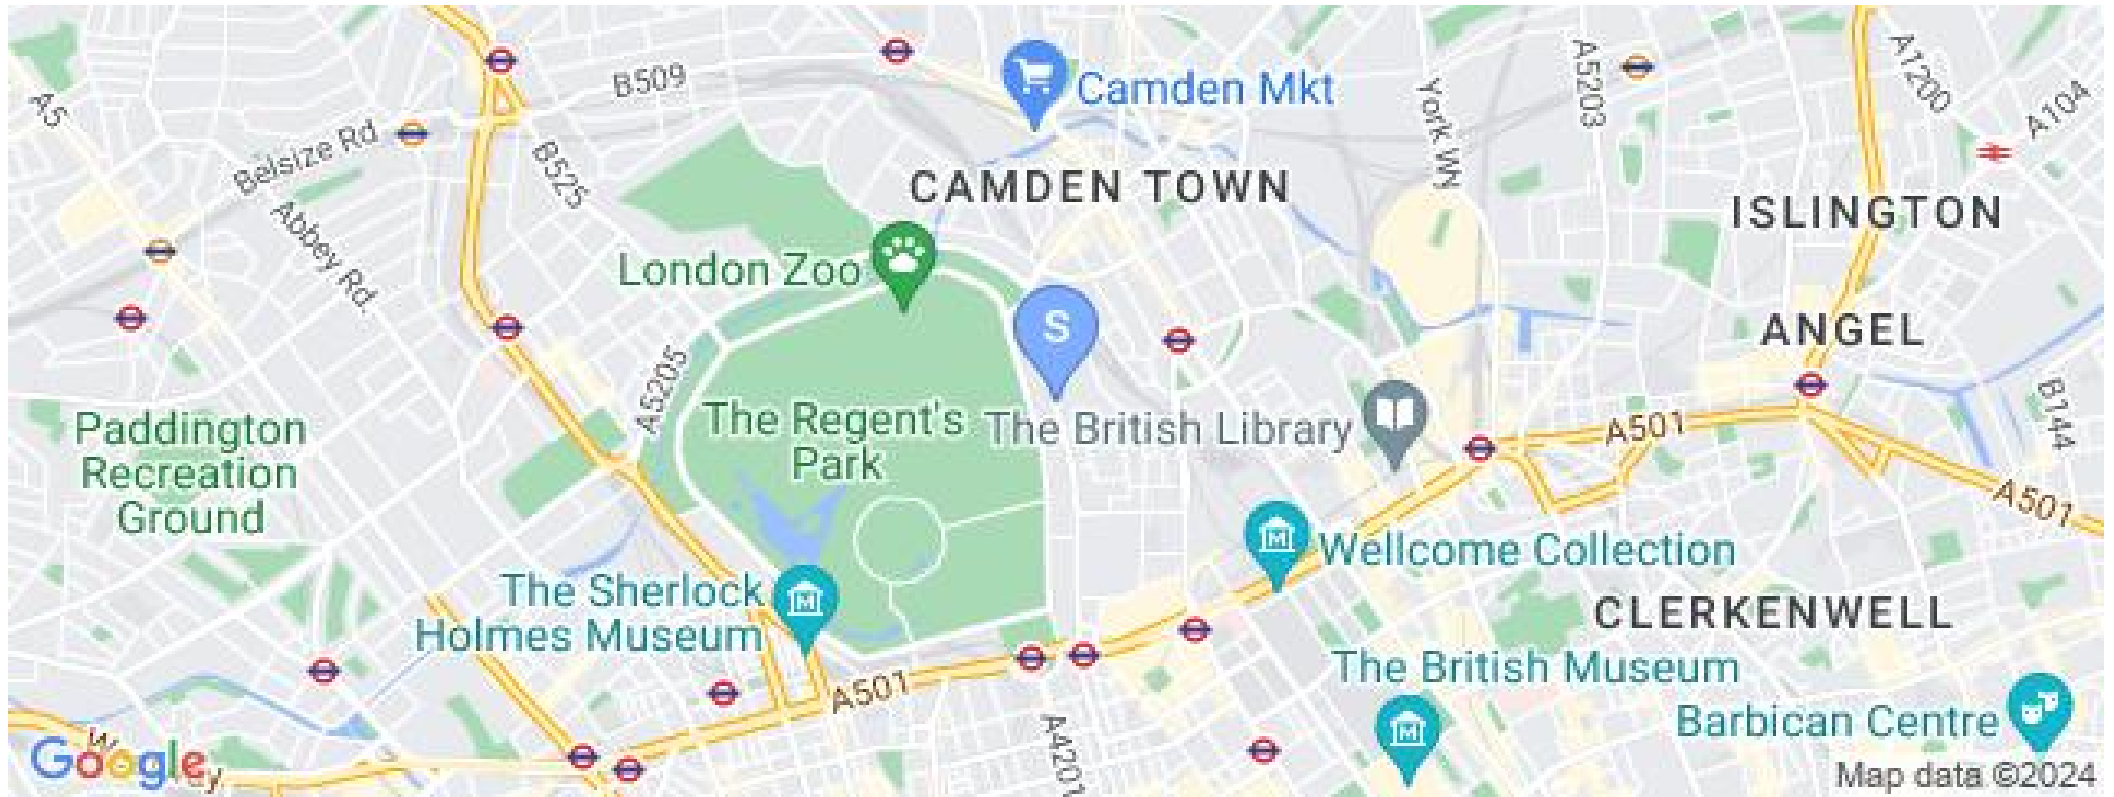 B509
Camden Mkt
A5
York Wy
A5203
A1200
A104
Belsize Rd
B525
CAMDEN TOWN
ISLINGTON
Abbey Rd.
London Zoo
S
ANGEL
A5205
The Regent's
Park
The British Library
A501
B144
Paddington
Recreation
Ground
A501
Wellcome Collection
The Sherlock
Holmes Museum
CLERKENWELL
The British Museum
A501
Barbican Centre
A4201
Google
Map data ©2024